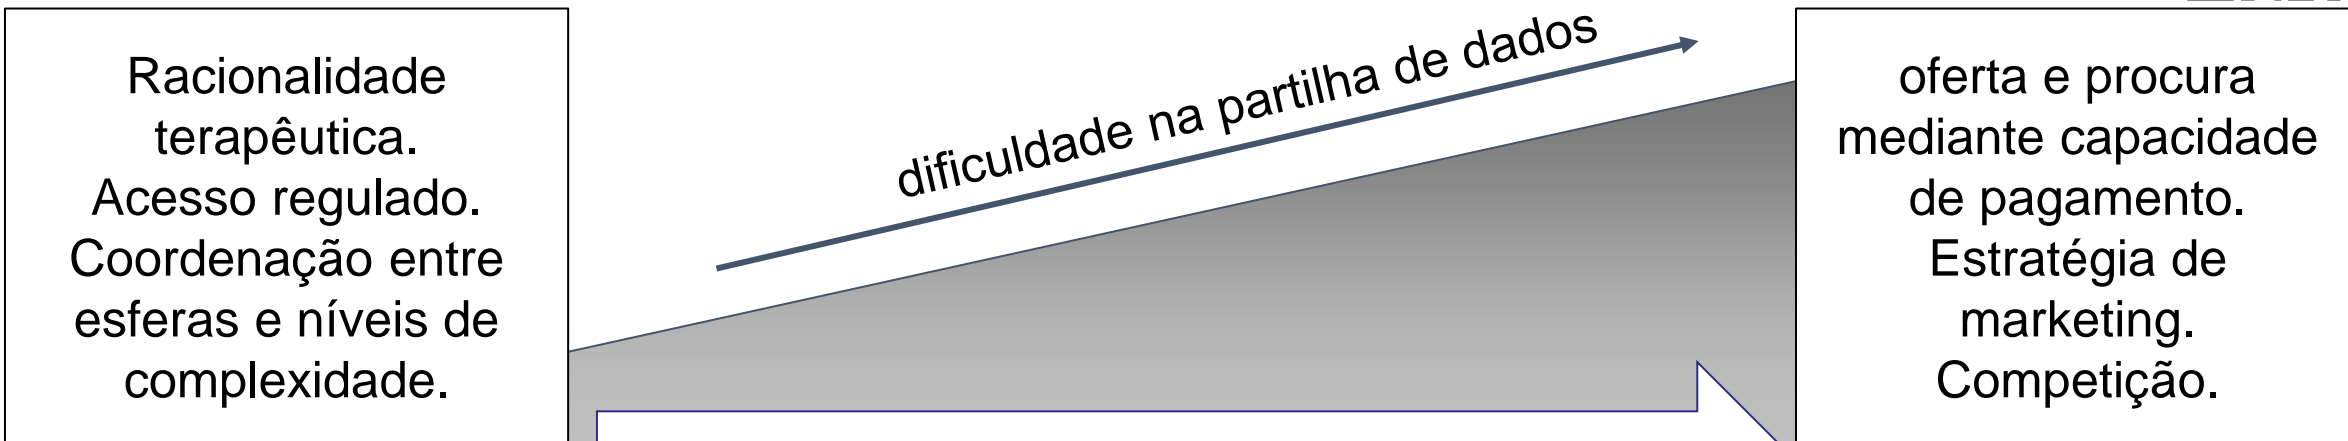 Racionalidade
terapêutica.
Acesso regulado.
Coordenação entre
esferas e níveis de
complexidade.
dificuldade na partilha de dados
oferta e procura
mediante capacidade
de pagamento.
Estratégia de
marketing.
Competição.